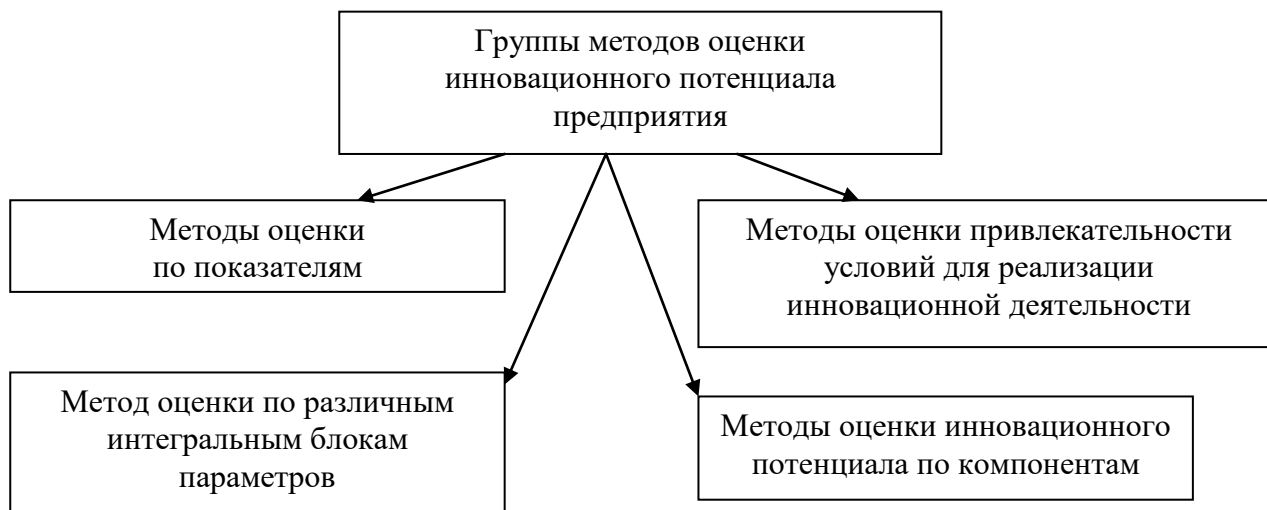 Группы методов оценки
инновационного потенциала
предприятия
Методы оценки
по показателям
Методы оценки привлекательности
условий для реализации
инновационной деятельности
Метод оценки по различным
интегральным блокам
параметров
Методы оценки инновационного
потенциала по компонентам